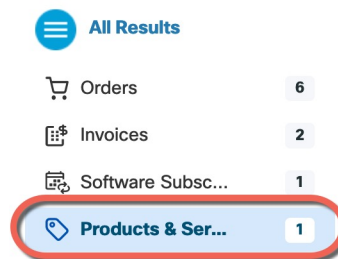 All Results
Orders 6
Invoices 2
Software Subsc... 1
Products & Ser... 1